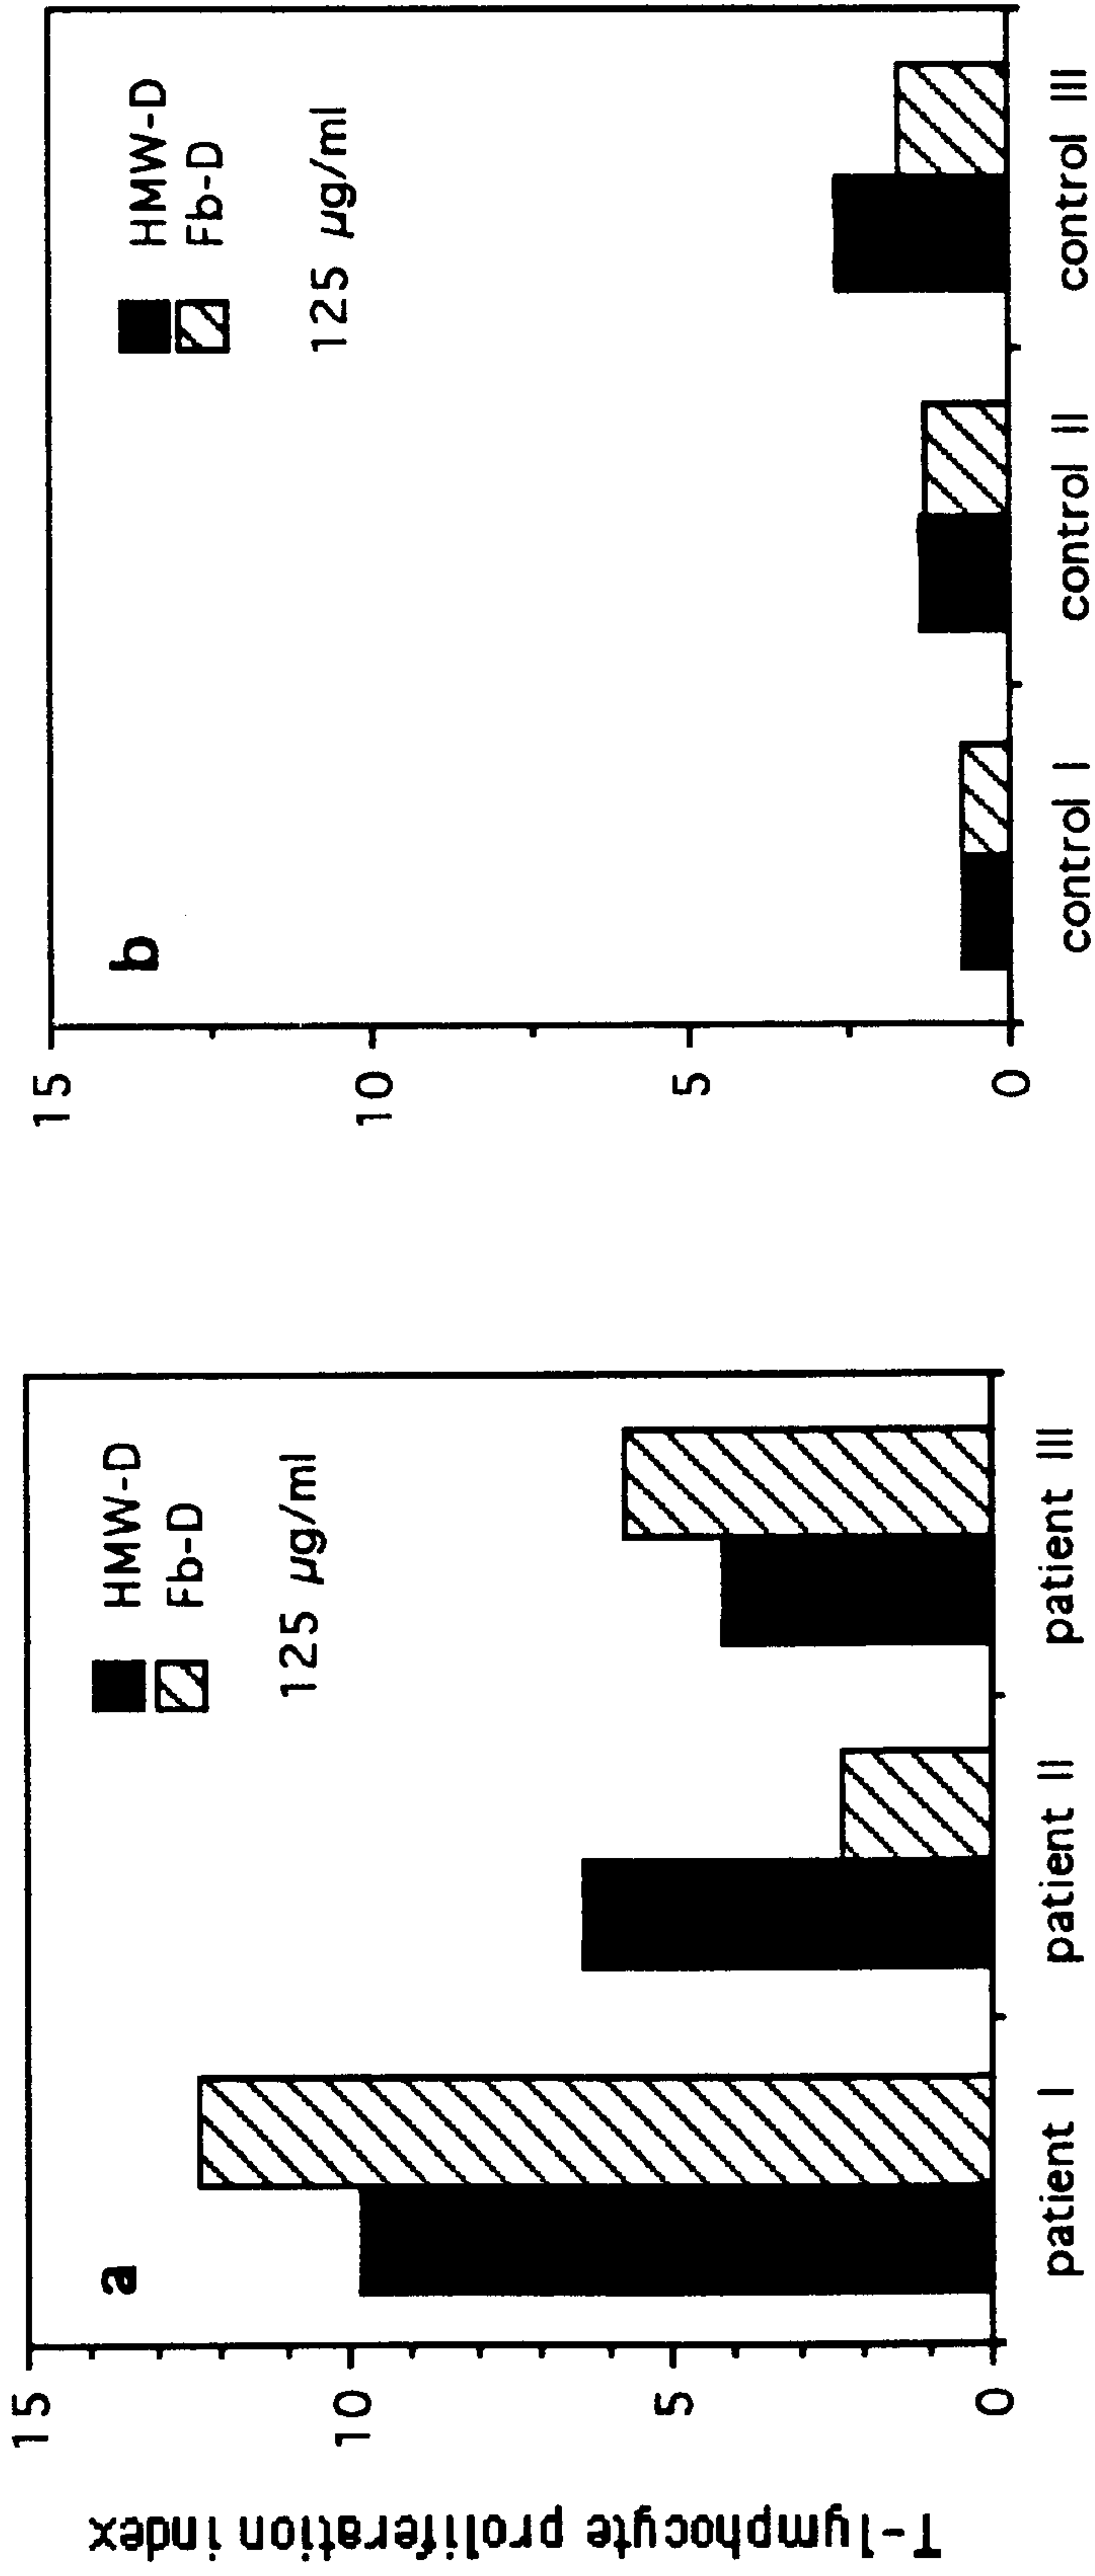 T-lymphocyte proliferation index
a
HMW-D
Fb-D
125 µg/ml
15
10
5
0
patient I
patient II
patient III
b
HMW-D
Fb-D
125 µg/ml
15
10
5
0
control I
control II
control III